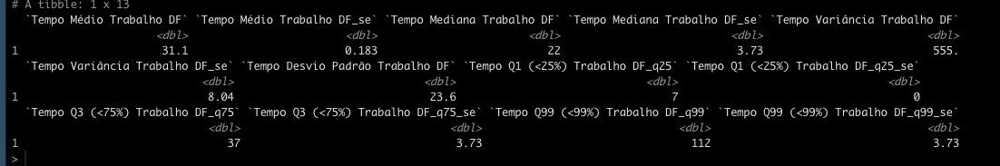 # A tibble: 1 x 13
`Tempo Médio Trabalho DF` `Tempo Médio Trabalho DF_se` `Tempo Mediana Trabalho DF` `Tempo Mediana Trabalho DF_se` `Tempo Variância Trabalho DF`
<dbl> <dbl> <dbl> <dbl> <dbl>
1 31.1 0.183 22 3.73 555.
`Tempo Variância Trabalho DF_se` `Tempo Desvio Padrão Trabalho DF` `Tempo Q1 (<25%) Trabalho DF_q25` `Tempo Q1 (<25%) Trabalho DF_q25_se`
<dbl> <dbl> <dbl> <dbl>
1 8.04 23.6 7 0
`Tempo Q3 (<75%) Trabalho DF_q75` `Tempo Q3 (<75%) Trabalho DF_q75_se` `Tempo Q99 (<99%) Trabalho DF_q99` `Tempo Q99 (<99%) Trabalho DF_q99_se`
<dbl> <dbl> <dbl> <dbl>
1 37 3.73 112 3.73
>